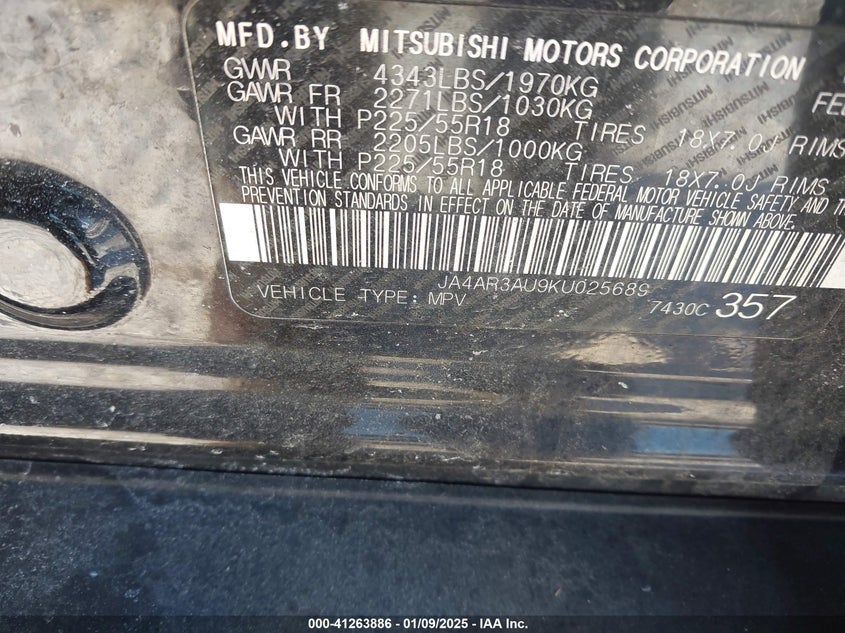 MFD.BY MITSUBISHI MOTORS CORPORATION
GVWR 4343LBS/1970KG
GAWR FR 2271LBS/1030KG
WITH P225/55R18 TIRES 18X7.0J RIMS
GAWR RR 2205LBS/1000KG
WITH P225/55R18 TIRES 18X7.0J RIMS
THIS VEHICLE CONFORMS TO ALL APPLICABLE FEDERAL MOTOR VEHICLE SAFETY AND
PREVENTION STANDARDS IN EFFECT ON THE DATE OF MANUFACTURE SHOWN ABOVE.
JA4AR3AU9KU025689
VEHICLE TYPE: MPV 7430C 357
000-41263886 - 01/09/2025 - IAA Inc.